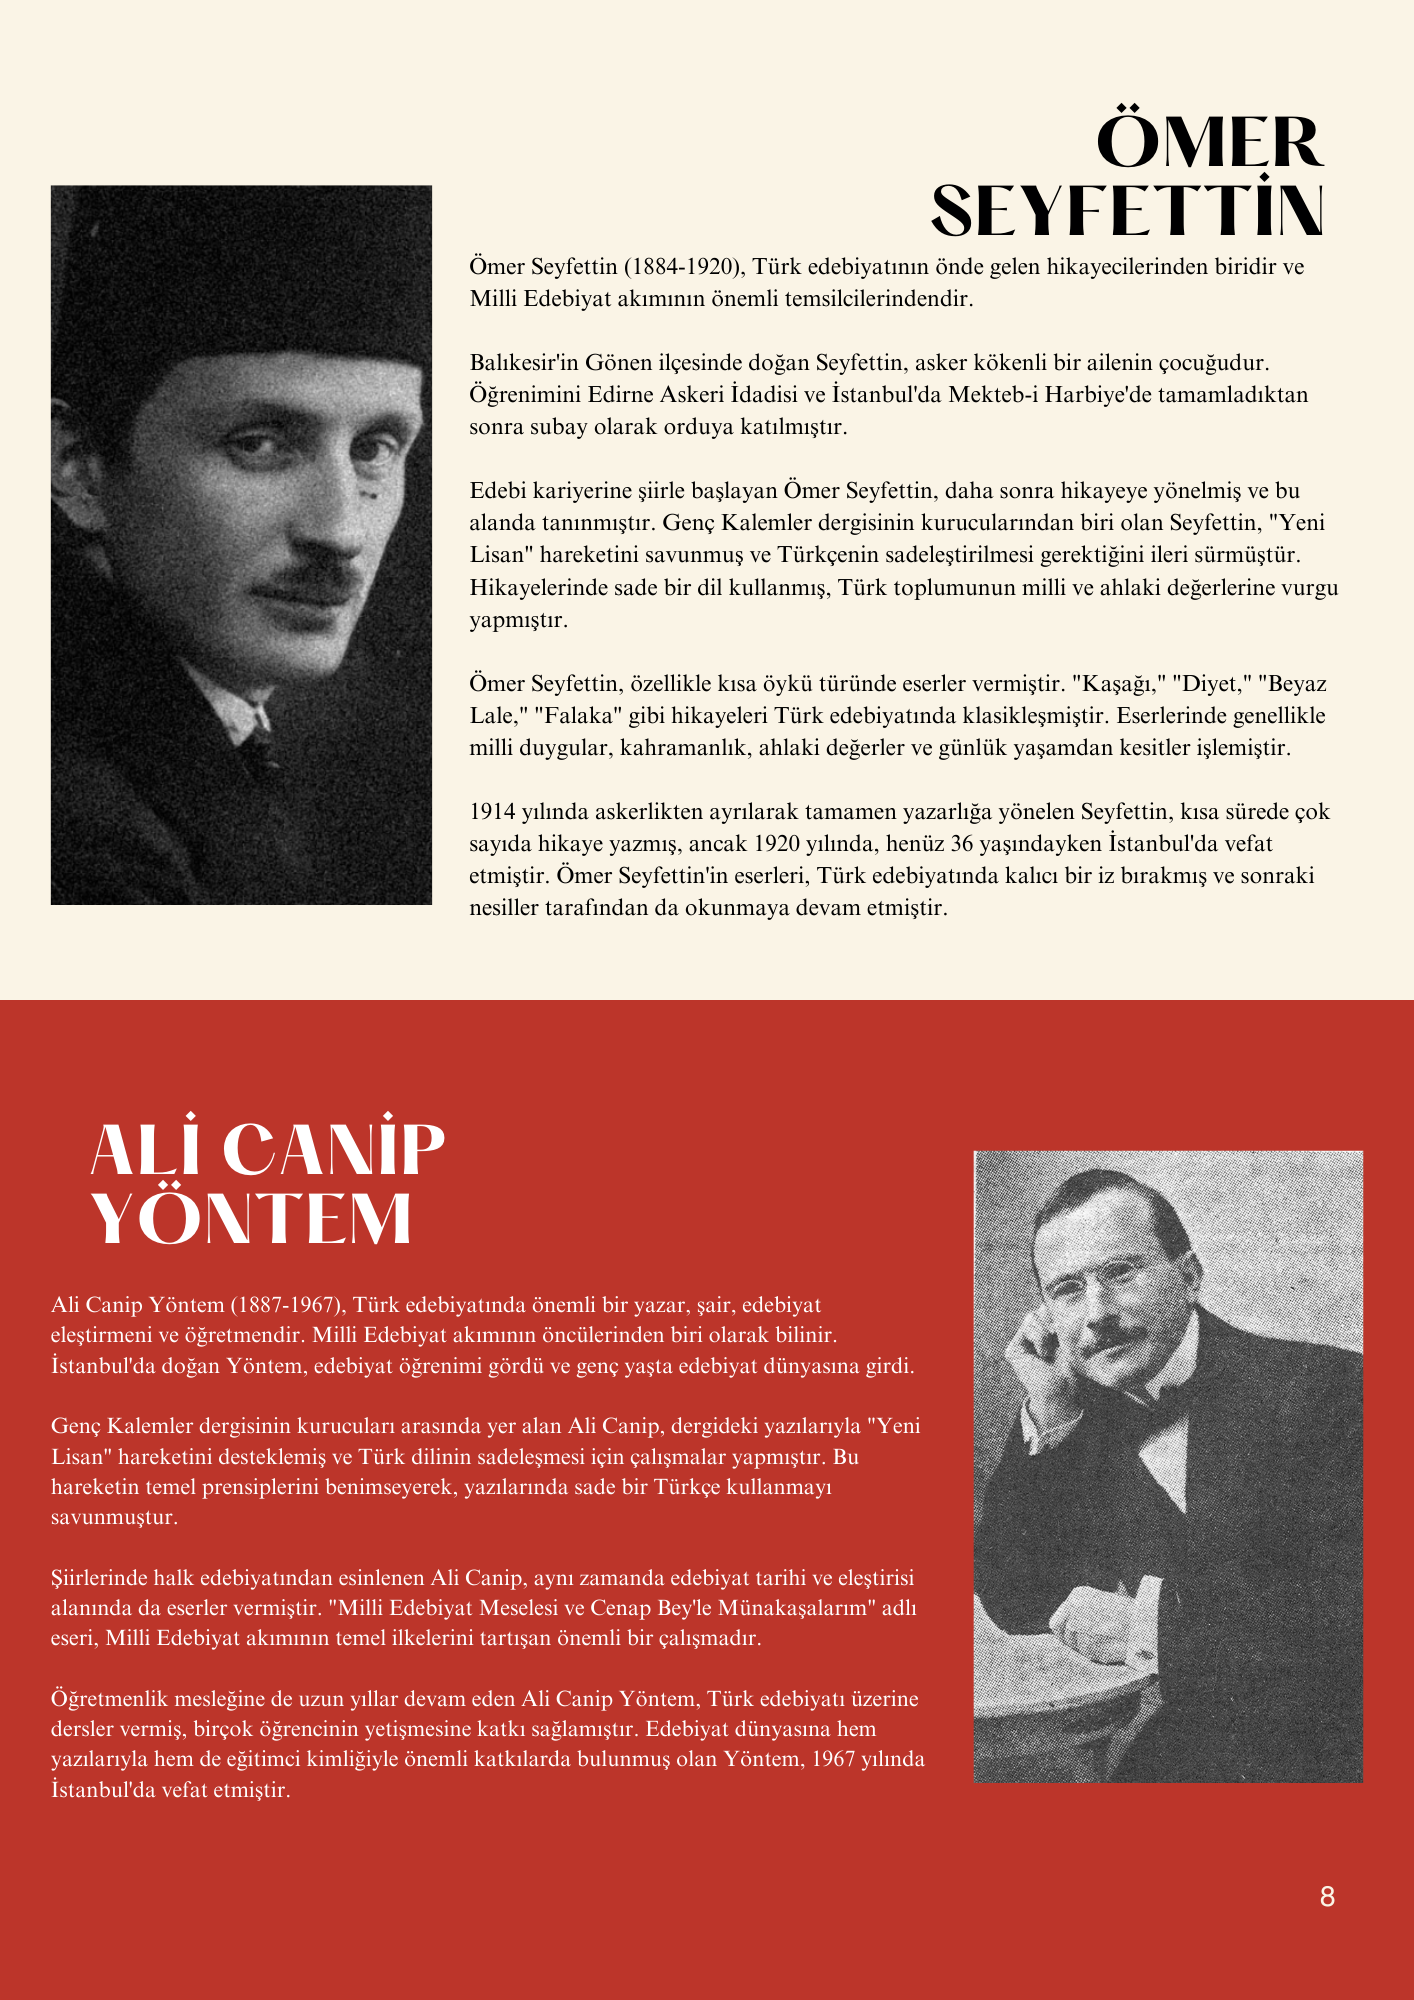 ÖMER
SEYFETTİN
Ömer Seyfettin (1884-1920), Türk edebiyatının önde gelen hikayecilerinden biridir ve
Milli Edebiyat akımının önemli temsilcilerindendir.
Balıkesir'in Gönen ilçesinde doğan Seyfettin, asker kökenli bir ailenin çocuğudur.
Öğrenimini Edirne Askeri İdadisi ve İstanbul'da Mekteb-i Harbiye'de tamamladıktan
sonra subay olarak orduya katılmıştır.
Edebi kariyerine şiirle başlayan Ömer Seyfettin, daha sonra hikayeye yönelmiş ve bu
alanda tanınmıştır. Genç Kalemler dergisinin kurucularından biri olan Seyfettin, "Yeni
Lisan" hareketini savunmuş ve Türkçenin sadeleştirilmesi gerektiğini ileri sürmüştür.
Hikayelerinde sade bir dil kullanmış, Türk toplumunun milli ve ahlaki değerlerine vurgu
yapmıştır.
Ömer Seyfettin, özellikle kısa öykü türünde eserler vermiştir. "Kaşağı," "Diyet," "Beyaz
Lale," "Falaka" gibi hikayeleri Türk edebiyatında klasikleşmiştir. Eserlerinde genellikle
milli duygular, kahramanlık, ahlaki değerler ve günlük yaşamdan kesitler işlemiştir.
1914 yılında askerlikten ayrılarak tamamen yazarlığa yönelen Seyfettin, kısa sürede çok
sayıda hikaye yazmış, ancak 1920 yılında, henüz 36 yaşındayken İstanbul'da vefat
etmiştir. Ömer Seyfettin'in eserleri, Türk edebiyatında kalıcı bir iz bırakmış ve sonraki
nesiller tarafından da okunmaya devam etmiştir.
ALİ CANİP
YÖNTEM
Ali Canip Yöntem (1887-1967), Türk edebiyatında önemli bir yazar, şair, edebiyat
eleştirmeni ve öğretmendir. Milli Edebiyat akımının öncülerinden biri olarak bilinir.
İstanbul'da doğan Yöntem, edebiyat öğrenimi gördü ve genç yaşta edebiyat dünyasına girdi.
Genç Kalemler dergisinin kurucuları arasında yer alan Ali Canip, dergideki yazılarıyla "Yeni
Lisan" hareketini desteklemiş ve Türk dilinin sadeleşmesi için çalışmalar yapmıştır. Bu
hareketin temel prensiplerini benimseyerek, yazılarında sade bir Türkçe kullanmayı
savunmuştur.
Şiirlerinde halk edebiyatından esinlenen Ali Canip, aynı zamanda edebiyat tarihi ve eleştirisi
alanında da eserler vermiştir. "Milli Edebiyat Meselesi ve Cenap Bey'le Münakaşalarım" adlı
eseri, Milli Edebiyat akımının temel ilkelerini tartışan önemli bir çalışmadır.
Öğretmenlik mesleğine de uzun yıllar devam eden Ali Canip Yöntem, Türk edebiyatı üzerine
dersler vermiş, birçok öğrencinin yetişmesine katkı sağlamıştır. Edebiyat dünyasına hem
yazılarıyla hem de eğitimci kimliğiyle önemli katkılarda bulunmuş olan Yöntem, 1967 yılında
İstanbul'da vefat etmiştir.
8